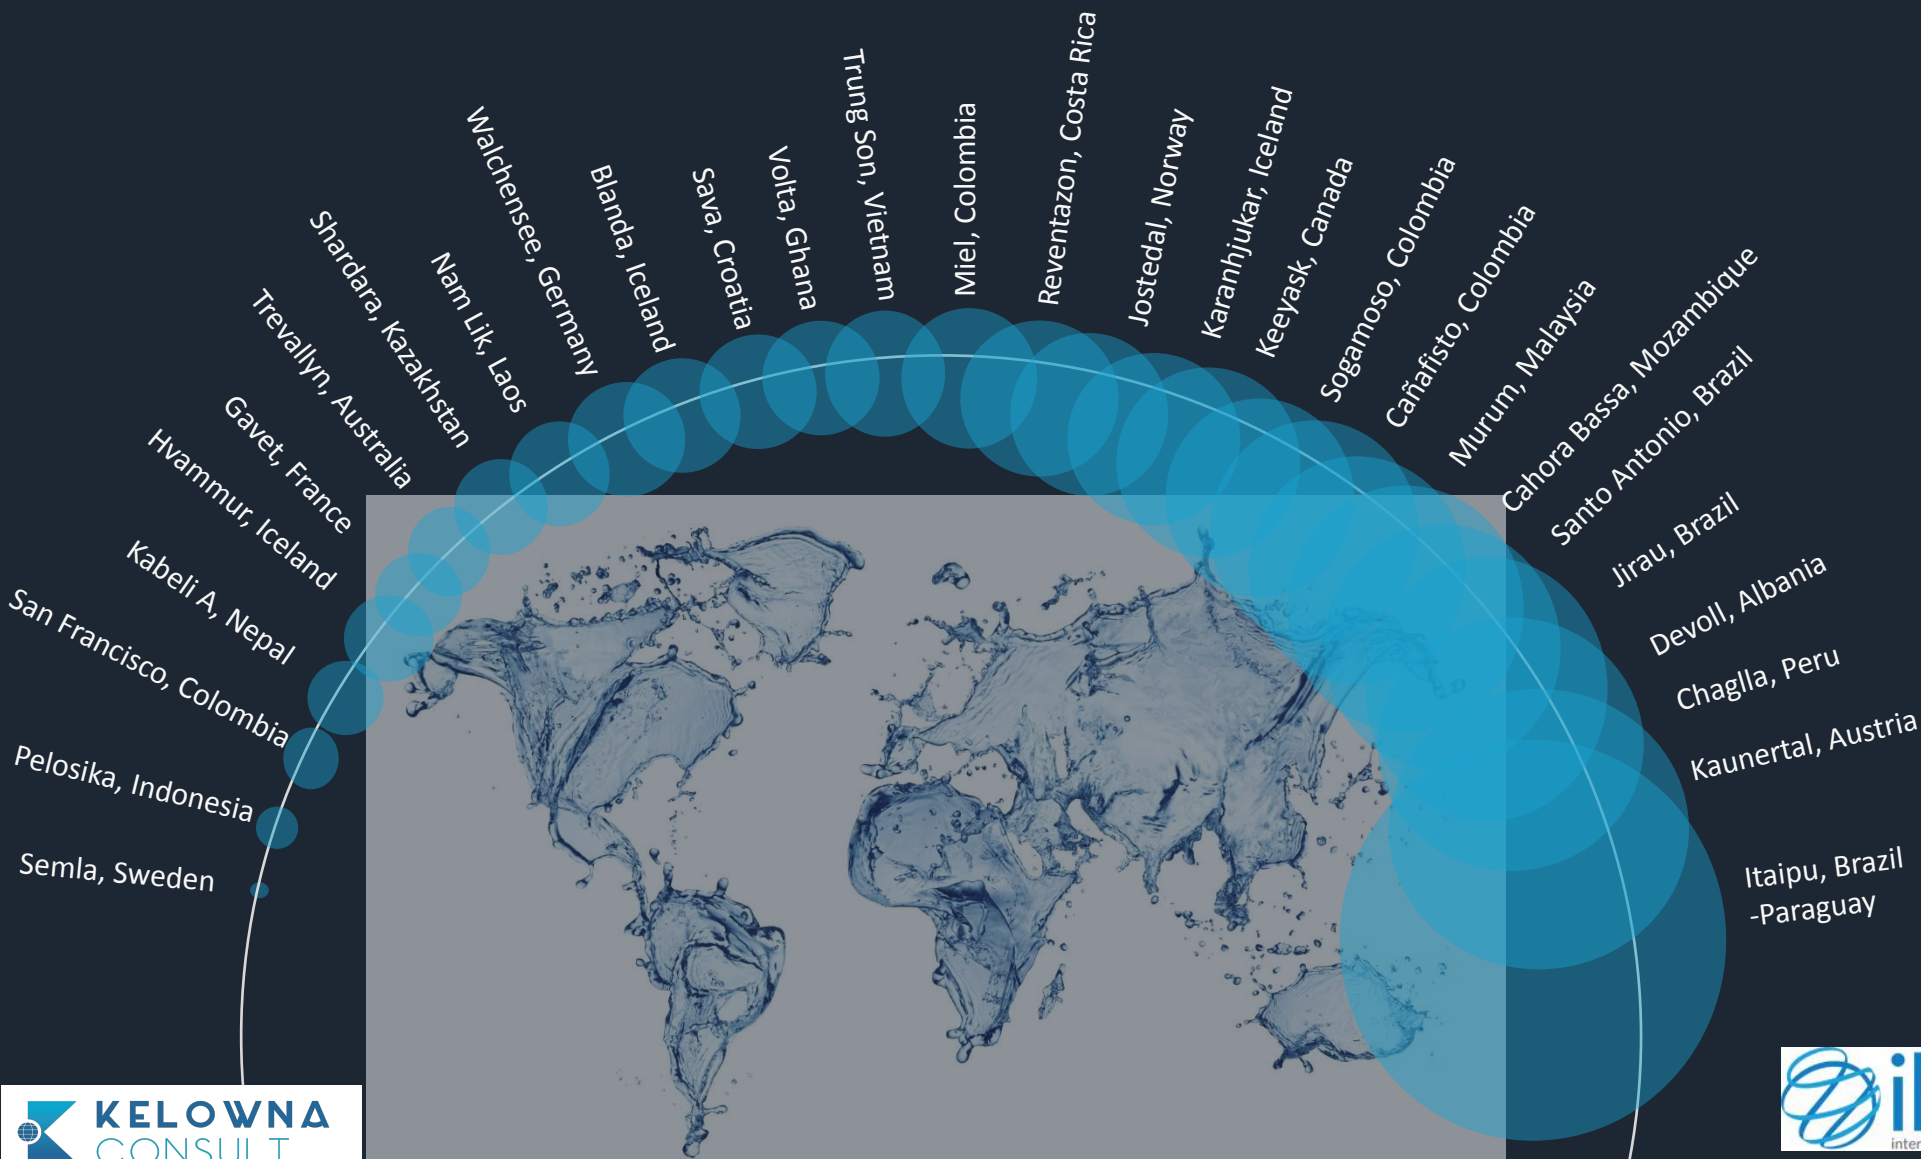 Semla, Sweden
Pelosika, Indonesia
San Francisco, Colombia
Kabeli A, Nepal
Hvammur, Iceland
Gavet, France
Trevallyn, Australia
Shardara, Kazakhstan
Nam Lik, Laos
Walchensee, Germany
Blanda, Iceland
Sava, Croatia
Volta, Ghana
Trung Son, Vietnam
Miel, Colombia
Reventazon, Costa Rica
Jostedal, Norway
Karanhjukar, Iceland
Keeyask, Canada
Sogamoso, Colombia
Cañafisto, Colombia
Murum, Malaysia
Cahora Bassa, Mozambique
Santo Antonio, Brazil
Jirau, Brazil
Devoll, Albania
Chaglla, Peru
Kaunertal, Austria
Itaipu, Brazil
-Paraguay
KELOWNA
CONSULT